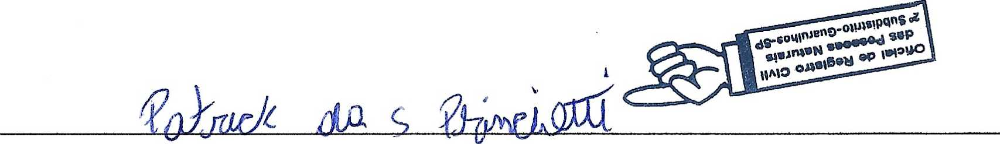 Oficial de Registro Civil
das Pessoas Naturais
2º Subdistrito-Guarulhos-SP
Patrick da S